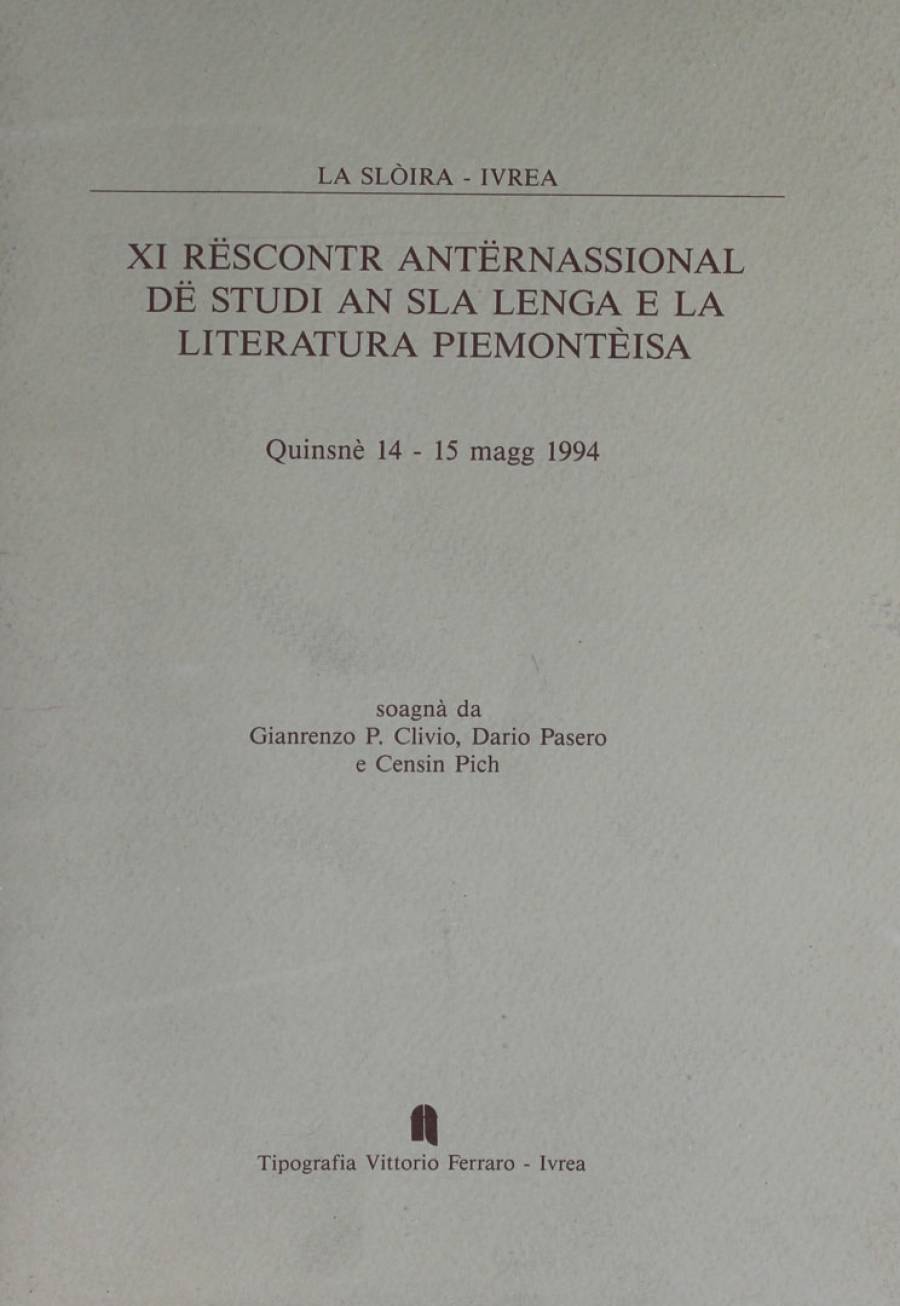 LA SLÒIRA - IVREA
XI RËSCONTR ANTËRNASSIONAL
DË STUDI AN SLA LENGA E LA
LITERATURA PIEMONTÈISA
Quinsnè 14 - 15 magg 1994
soagnà da
Gianrenzo P. Clivio, Dario Pasero
e Censin Pich
Tipografia Vittorio Ferraro - Ivrea